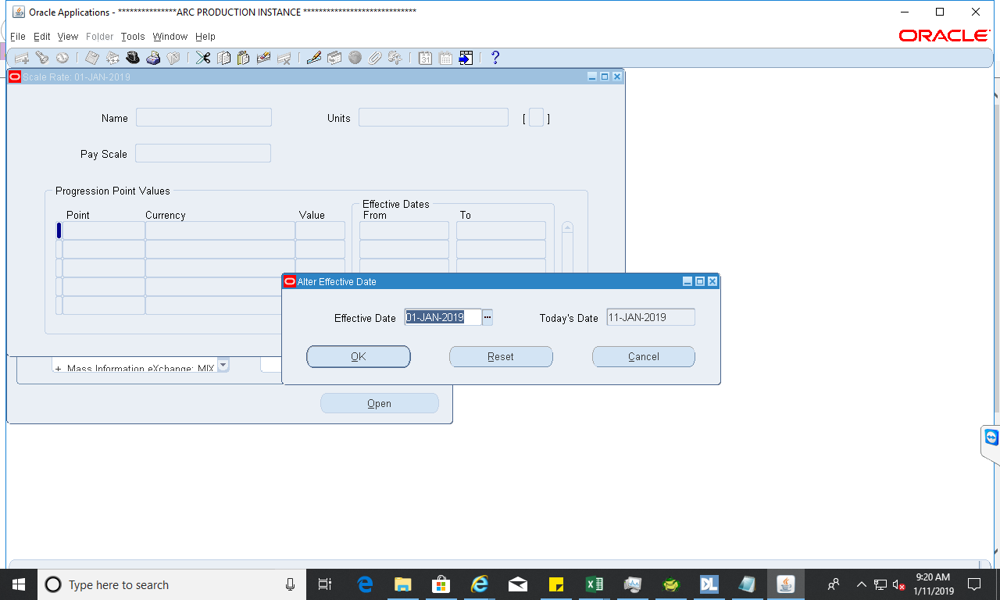 Oracle Applications - ***************ARC PRODUCTION INSTANCE *****************************
File Edit View Folder Tools Window Help
ORACLE
Scale Rate: 01-JAN-2019
Name Units [ ]
Pay Scale
Progression Point Values
Effective Dates
Point Currency Value From To
Alter Effective Date
Effective Date 01-JAN-2019 ... Today's Date 11-JAN-2019
OK Reset Cancel
+ Mass Information eXchange: MIX
Open
Type here to search
DL
9:20 AM
1/11/2019